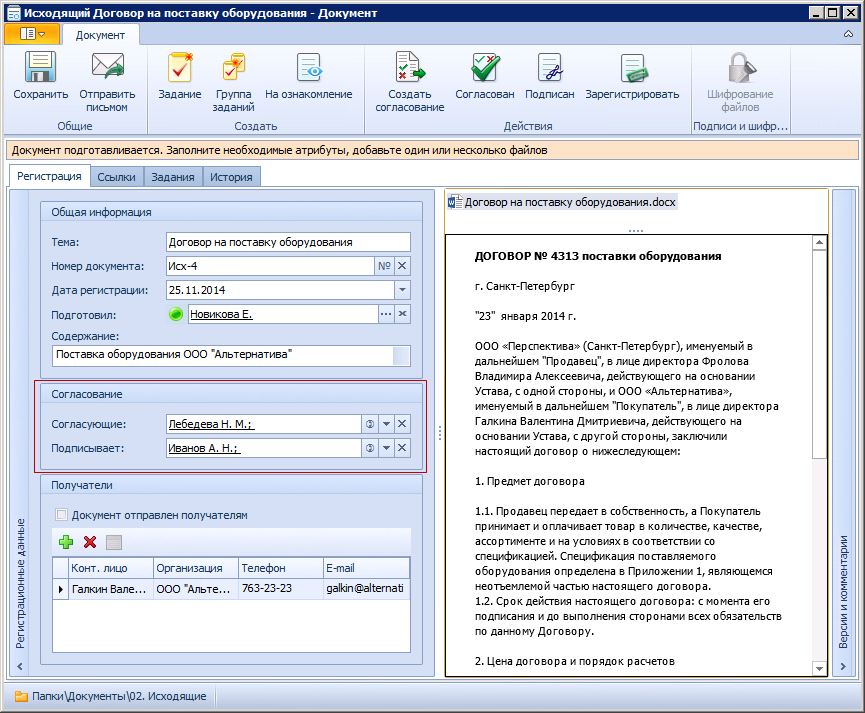 Исходящий Договор на поставку оборудования - Документ
Документ
Сохранить
Отправить письмом
Задание
Группа заданий
На ознакомление
Создать согласование
Согласован
Подписан
Зарегистрировать
Шифрование файлов
Общие
Создать
Действия
Подписи и шифр...
Документ подготавливается. Заполните необходимые атрибуты, добавьте один или несколько файлов
Регистрация
Ссылки
Задания
История
Регистрационные данные
Общая информация
Тема:
Договор на поставку оборудования
Номер документа:
Исх-4
№
Дата регистрации:
25.11.2014
Подготовил:
Новикова Е.
Содержание:
Поставка оборудования ООО "Альтернатива"
Согласование
Согласующие:
Лебедева Н. М.;
Подписывает:
Иванов А. Н.;
Получатели
Документ отправлен получателям
Конт. лицо
Организация
Телефон
E-mail
Галкин Вале...
ООО "Альте...
763-23-23
galkin@alternati
Договор на поставку оборудования.docx
ДОГОВОР № 4313 поставки оборудования
г. Санкт-Петербург
"23" января 2014 г.
ООО «Перспектива» (Санкт-Петербург), именуемый в
дальнейшем "Продавец", в лице директора Фролова
Владимира Алексеевича, действующего на основании
Устава, с одной стороны, и ООО «Альтернатива»,
именуемый в дальнейшем "Покупатель", в лице директора
Галкина Валентина Дмитриевича, действующего на
основании Устава, с другой стороны, заключили
настоящий договор о нижеследующем:
1. Предмет договора
1.1. Продавец передает в собственность, а Покупатель
принимает и оплачивает товар в количестве, качестве,
ассортименте и на условиях в соответствии со
спецификацией. Спецификация поставляемого
оборудования определена в Приложении 1, являющемся
неотъемлемой частью настоящего договора.
1.2. Срок действия настоящего договора: с момента его
подписания и до выполнения сторонами всех обязательств
по данному Договору.
2. Цена договора и порядок расчетов
Версии и комментарии
Папки\Документы\02. Исходящие